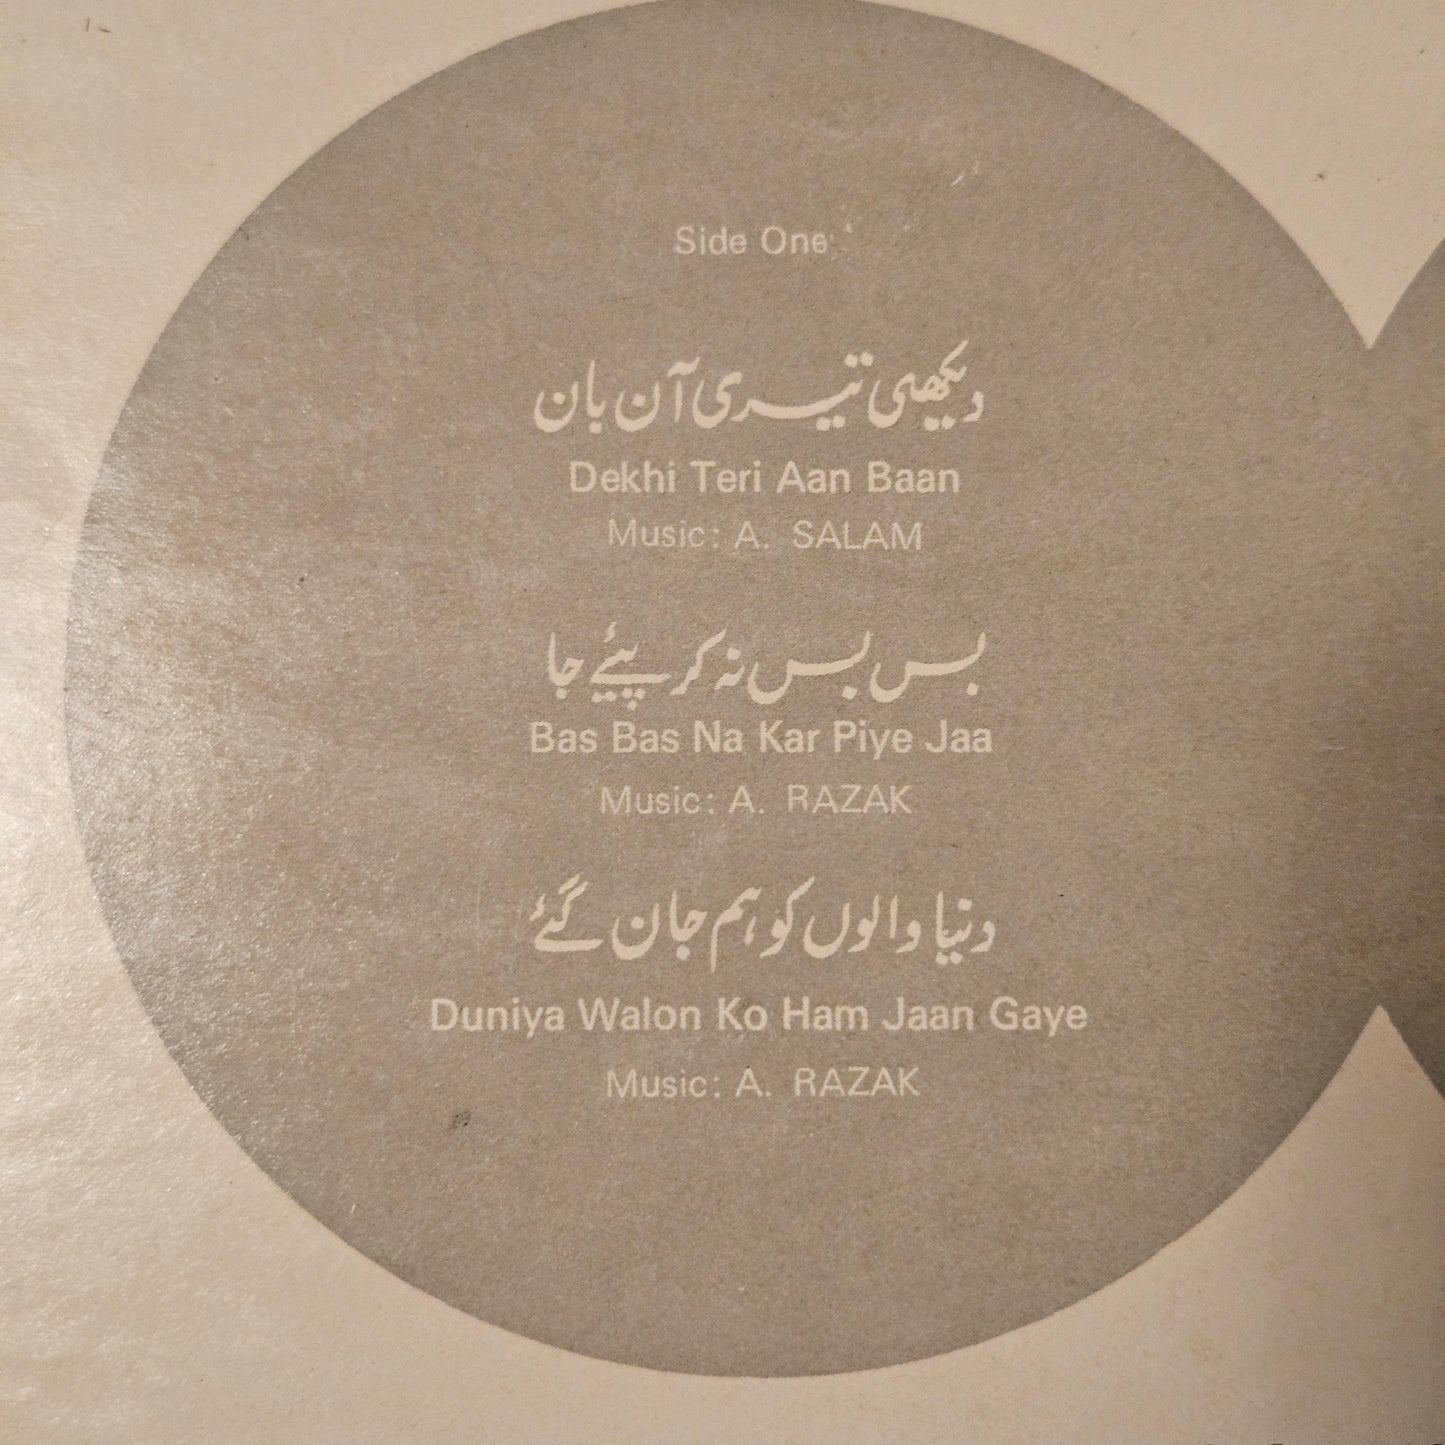 Side One
دیکھی تیری آن بان
Dekhi Teri Aan Baan
Music: A. SALAM
بس بس نہ کر پیئے جا
Bas Bas Na Kar Piye Jaa
Music: A. RAZAK
دنیا والوں کو ہم جان گئے
Duniya Walon Ko Ham Jaan Gaye
Music: A. RAZAK